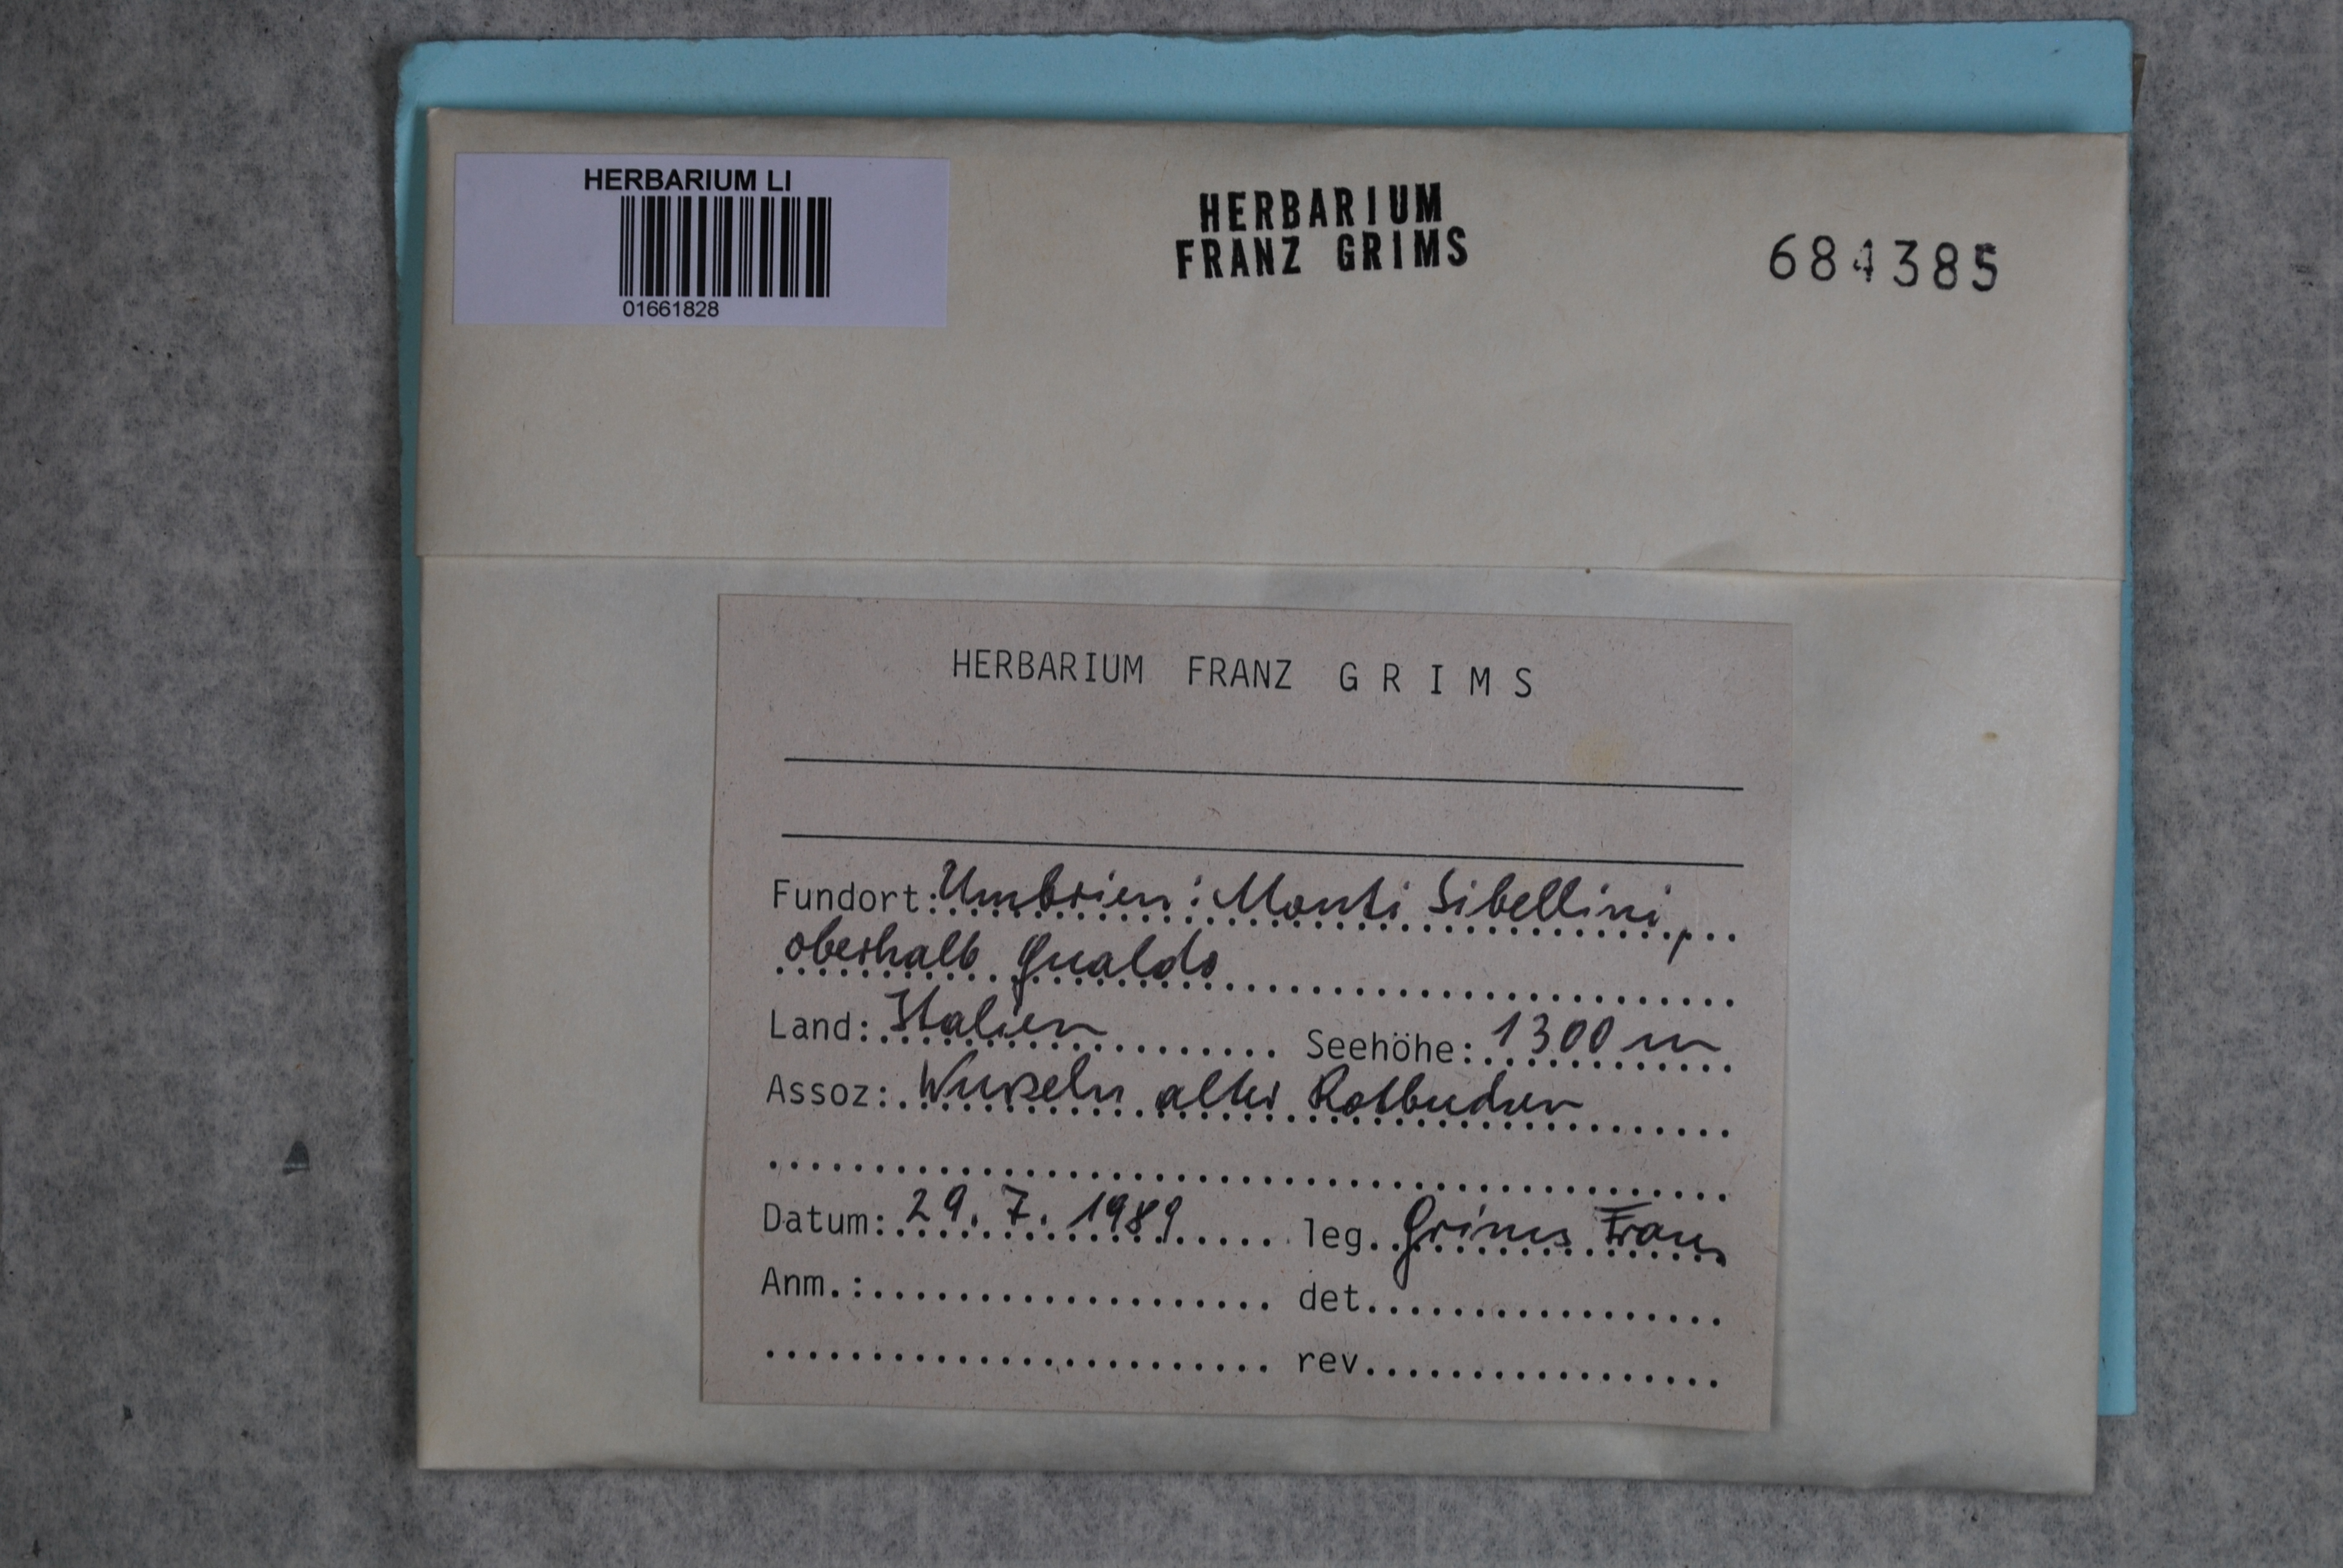 HERBARIUM LI
01661828
HERBARIUM
FRANZ GRIMS
684385
HERBARIUM FRANZ G R I M S
Fundort: Umbrien: Monti Sibellini,
oberhalb Gualdo
Land: Italien Seehöhe: 1300 m
Assoz: Wurzeln alter Rotbuchen
Datum: 29. 7. 1989 leg. Grims Franz
Anm.: det.
rev.